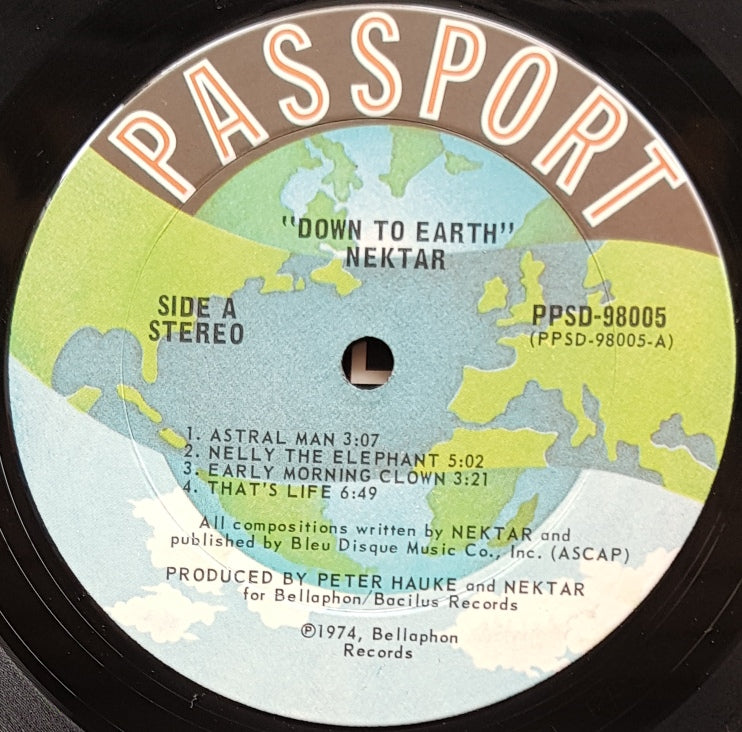 PASSPORT
"DOWN TO EARTH"
NEKTAR
SIDE A
STEREO
PPSD-98005
(PPSD-98005-A)
1. ASTRAL MAN 3:07
2. NELLY THE ELEPHANT 5:02
3. EARLY MORNING CLOWN 3:21
4. THAT'S LIFE 6:49
All compositions written by NEKTAR and
published by Bleu Disque Music Co., Inc. (ASCAP)
PRODUCED BY PETER HAUKE and NEKTAR
for Bellaphon/Bacilus Records
℗1974, Bellaphon
Records